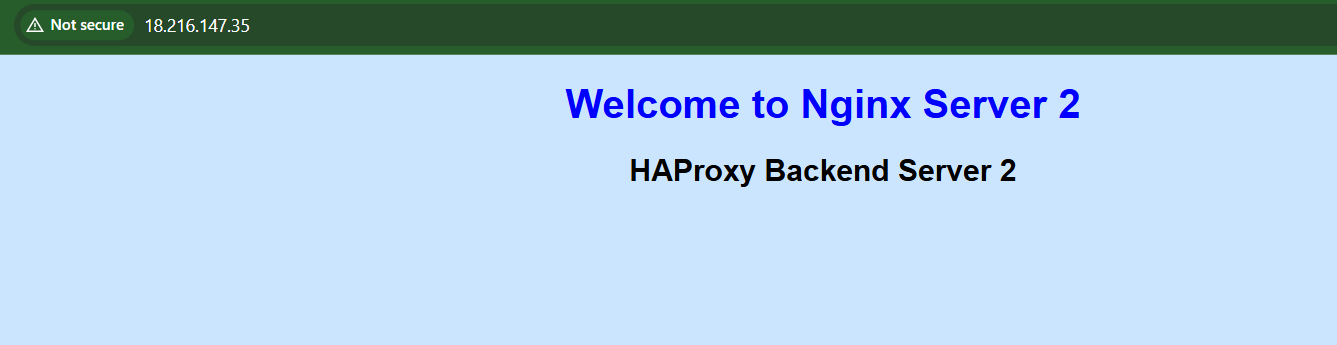 Not secure 18.216.147.35
Welcome to Nginx Server 2
HAProxy Backend Server 2